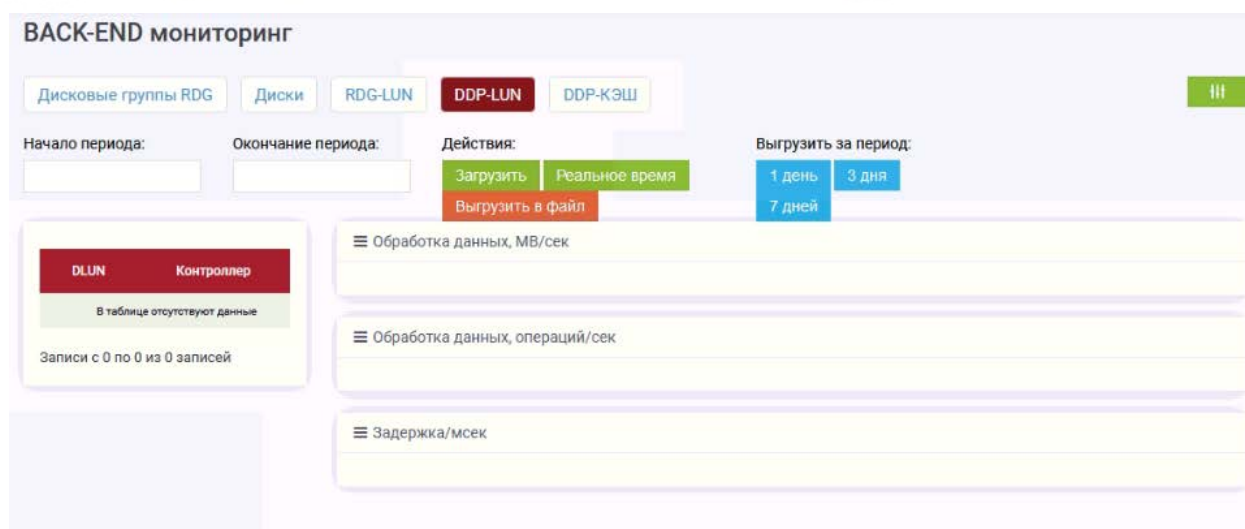 BACK-END мониторинг
Дисковые группы RDG Диски RDG-LUN DDP-LUN DDP-КЭШ
Начало периода: Окончание периода: Действия: Выгрузить за период:
Загрузить Реальное время 1 день 3 дня
Выгрузить в файл 7 дней
DLUN Контроллер
В таблице отсутствуют данные
Записи с 0 по 0 из 0 записей
Обработка данных, МВ/сек
Обработка данных, операций/сек
Задержка/мсек